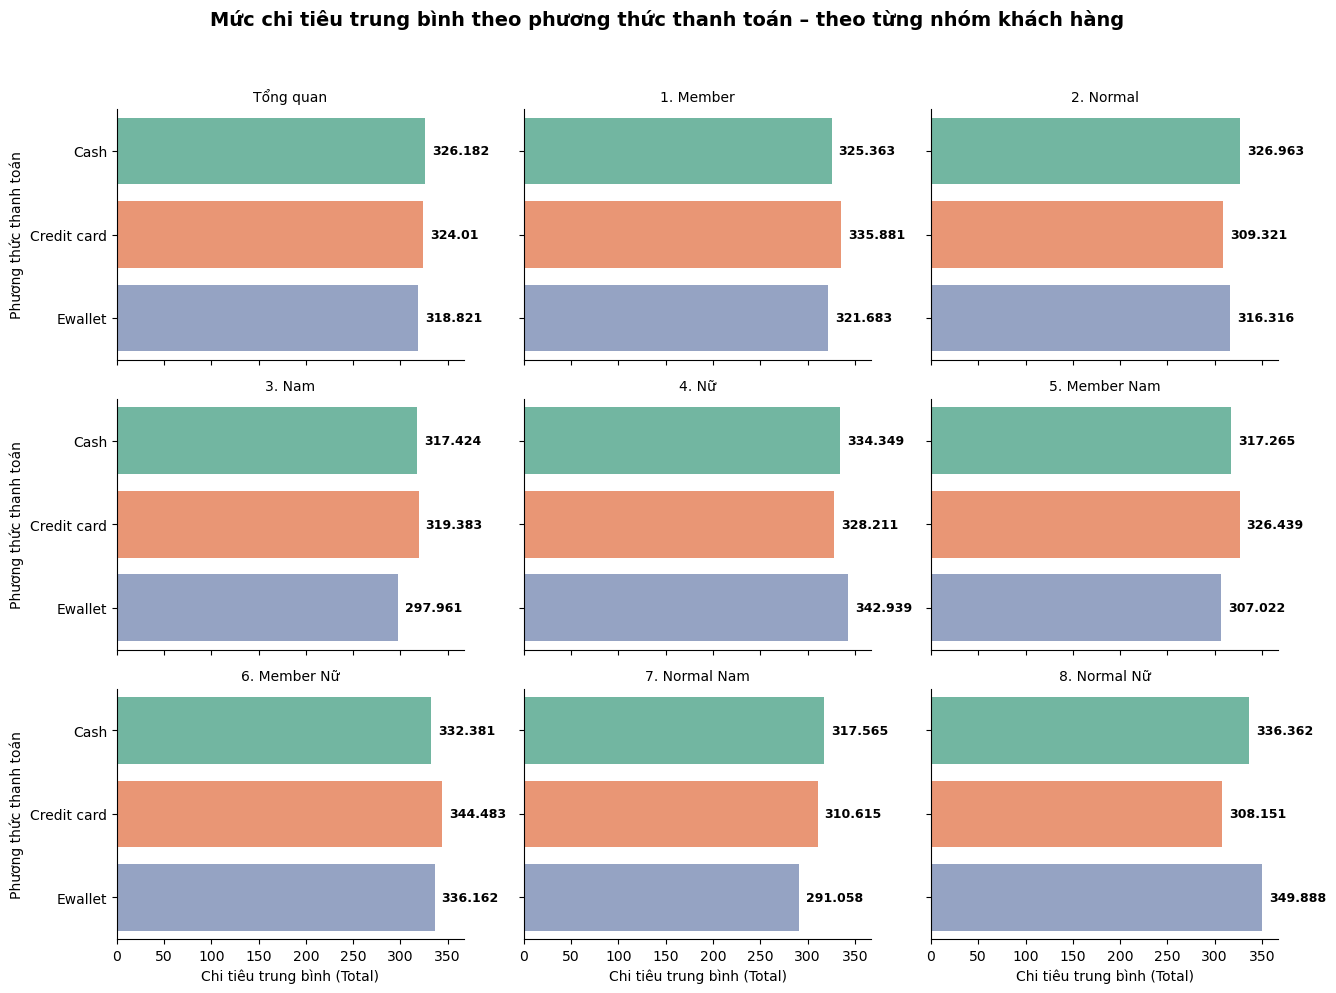 Mức chi tiêu trung bình theo phương thức thanh toán – theo từng nhóm khách hàng
Tổng quan
Phương thức thanh toán
Cash
326.182
Credit card
324.01
Ewallet
318.821
1. Member
325.363
335.881
321.683
2. Normal
326.963
309.321
316.316
3. Nam
Phương thức thanh toán
Cash
317.424
Credit card
319.383
Ewallet
297.961
4. Nữ
334.349
328.211
342.939
5. Member Nam
317.265
326.439
307.022
6. Member Nữ
Phương thức thanh toán
Cash
332.381
Credit card
344.483
Ewallet
336.162
0 50 100 150 200 250 300 350
Chi tiêu trung bình (Total)
7. Normal Nam
317.565
310.615
291.058
0 50 100 150 200 250 300 350
Chi tiêu trung bình (Total)
8. Normal Nữ
336.362
308.151
349.888
0 50 100 150 200 250 300 350
Chi tiêu trung bình (Total)